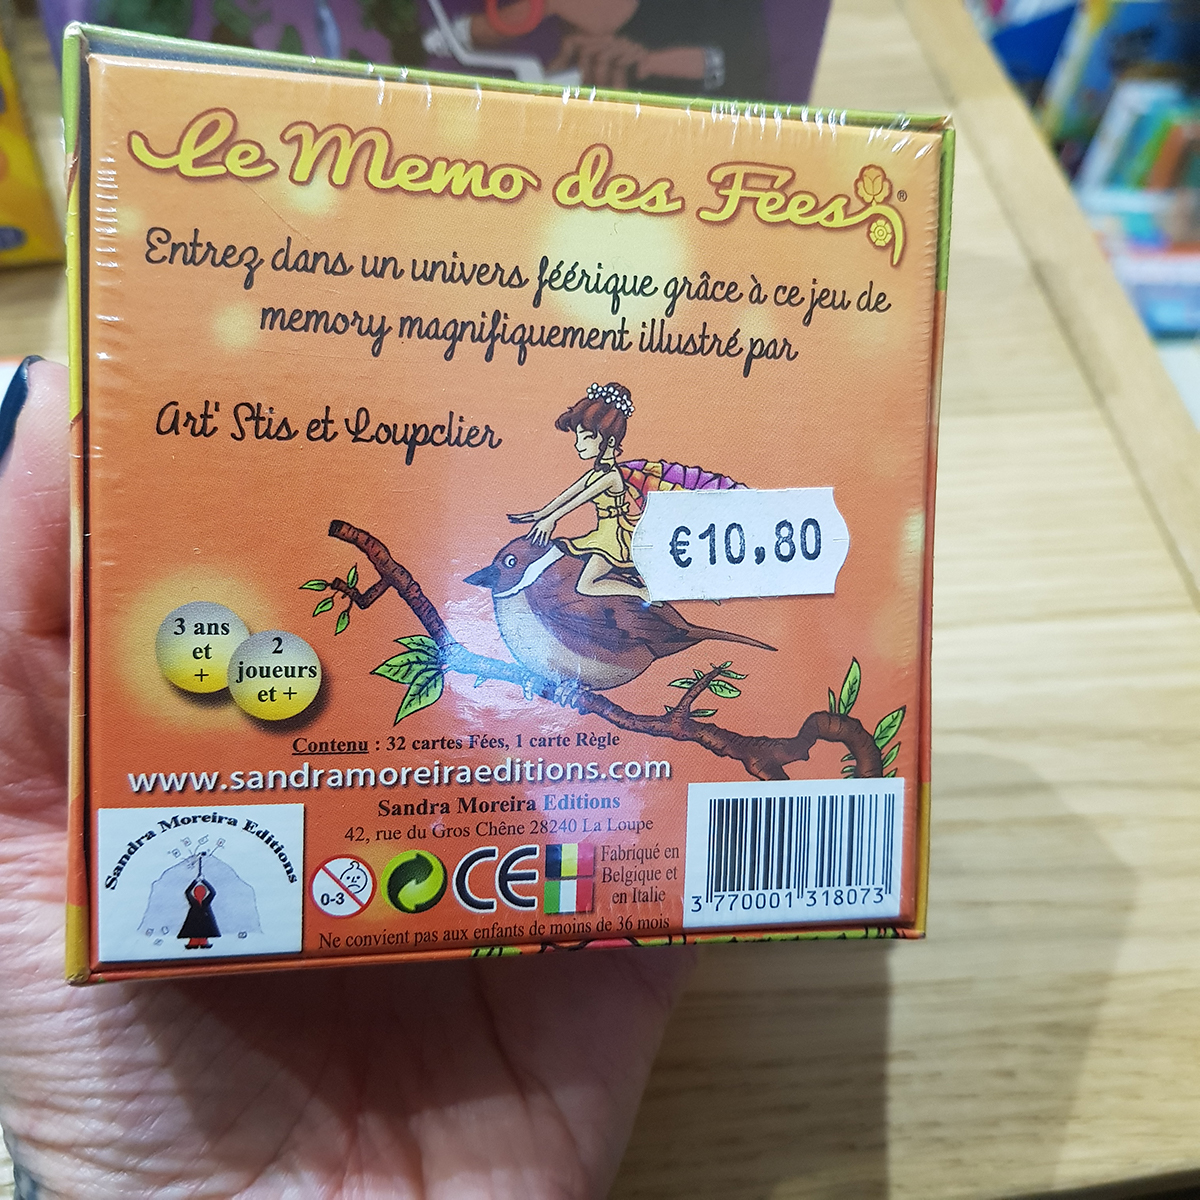 Le Memo des Fées ®
Entrez dans un univers féérique grâce à ce jeu de
memory magnifiquement illustré par
Art' Stis et Loupclier
€10,80
3 ans
et
+
2
joueurs
et +
Contenu : 32 cartes Fées, 1 carte Règle
www.sandramoreiraeditions.com
Sandra Moreira Editions
42, rue du Gros Chêne 28240 La Loupe
Sandra Moreira Editions
0-3
CE
Fabriqué en
Belgique et
en Italie
Ne convient pas aux enfants de moins de 36 mois
3 770001 318073